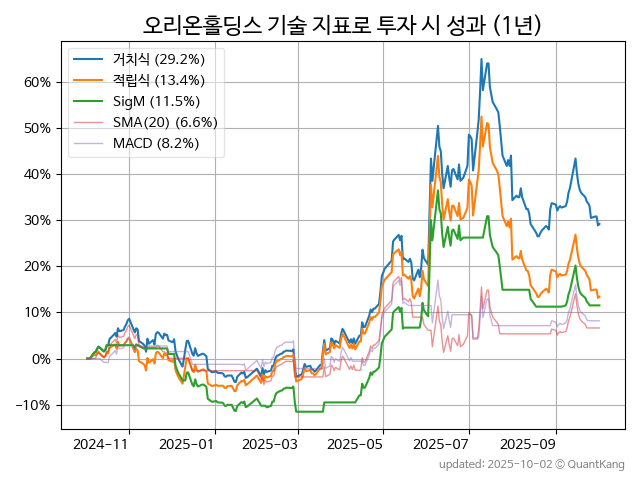 오리온홀딩스 기술 지표로 투자 시 성과 (1년)
거치식 (29.2%)
적립식 (13.4%)
SigM (11.5%)
SMA(20) (6.6%)
MACD (8.2%)
60%
50%
40%
30%
20%
10%
0%
−10%
2024-11 2025-01 2025-03 2025-05 2025-07 2025-09
updated: 2025-10-02 © QuantKang